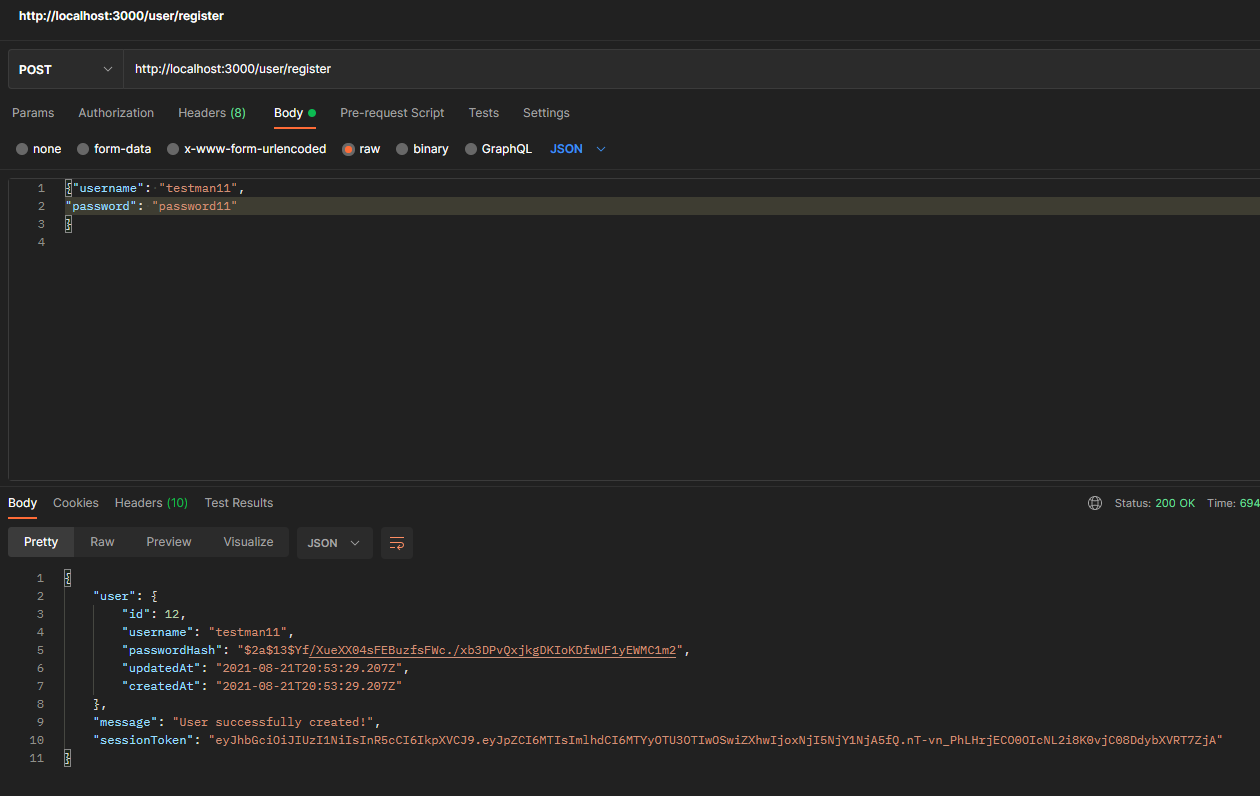 http://localhost:3000/user/register
POST http://localhost:3000/user/register
Params Authorization Headers (8) Body Pre-request Script Tests Settings
none form-data x-www-form-urlencoded raw binary GraphQL JSON
1 {"username": "testman11",
2 "password": "password11"
3 }
4
Body Cookies Headers (10) Test Results Status: 200 OK Time: 694
Pretty Raw Preview Visualize JSON
1 {
2 "user": {
3 "id": 12,
4 "username": "testman11",
5 "passwordHash": "$2a$13$Yf/XueXX04sFEBuzfsFWc./xb3DPvQxjkgDKIoKDfwUF1yEWMC1m2",
6 "updatedAt": "2021-08-21T20:53:29.207Z",
7 "createdAt": "2021-08-21T20:53:29.207Z"
8 },
9 "message": "User successfully created!",
10 "sessionToken": "eyJhbGciOiJIUzI1NiIsInR5cCI6IkpXVCJ9.eyJpZCI6MTIsImlhdCI6MTYyOTU3OTIwOSwiZXhwIjoxNjI5NjY1NjA5fQ.nT-vn_PhLHrjECO0OIcNL2i8K0vjC08DdybXVRT7ZjA"
11 }